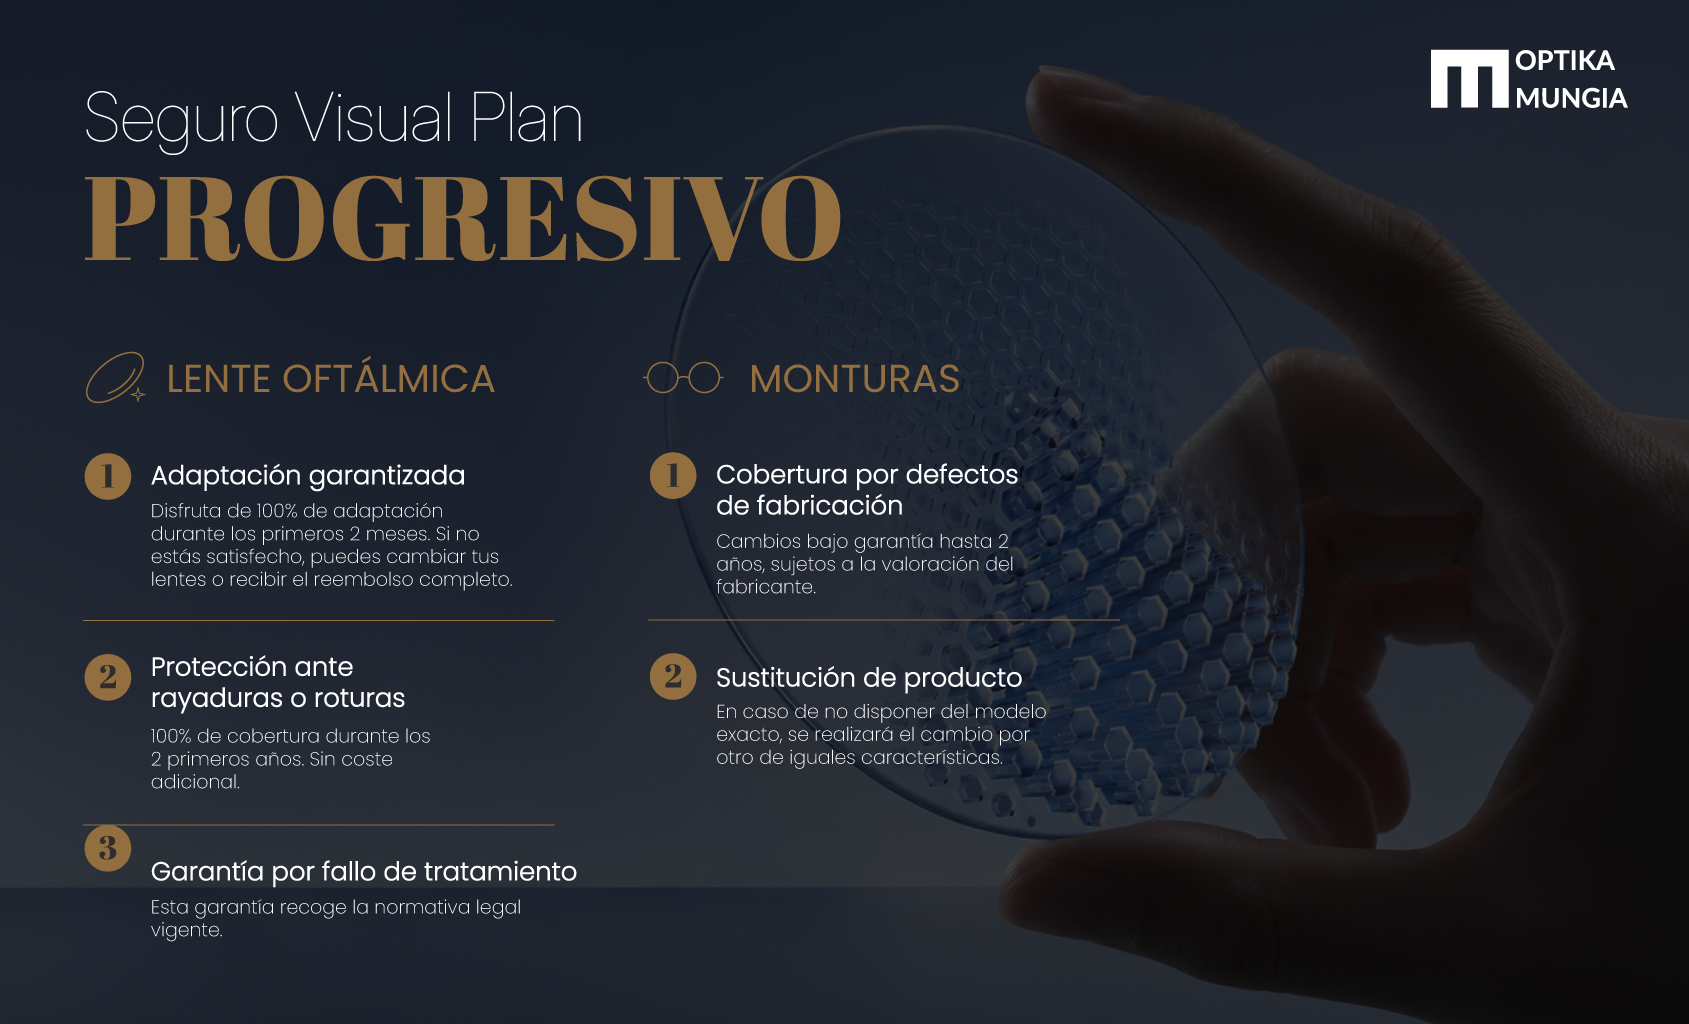 OPTIKA
MUNGIA
Seguro Visual Plan
PROGRESIVO
LENTE OFTÁLMICA
1
Adaptación garantizada
Disfruta de 100% de adaptación
durante los primeros 2 meses. Si no
estás satisfecho, puedes cambiar tus
lentes o recibir el reembolso completo.
2
Protección ante
rayaduras o roturas
100% de cobertura durante los
2 primeros años. Sin coste
adicional.
3
Garantía por fallo de tratamiento
Esta garantía recoge la normativa legal
vigente.
MONTURAS
1
Cobertura por defectos
de fabricación
Cambios bajo garantía hasta 2
años, sujetos a la valoración del
fabricante.
2
Sustitución de producto
En caso de no disponer del modelo
exacto, se realizará el cambio por
otro de iguales características.